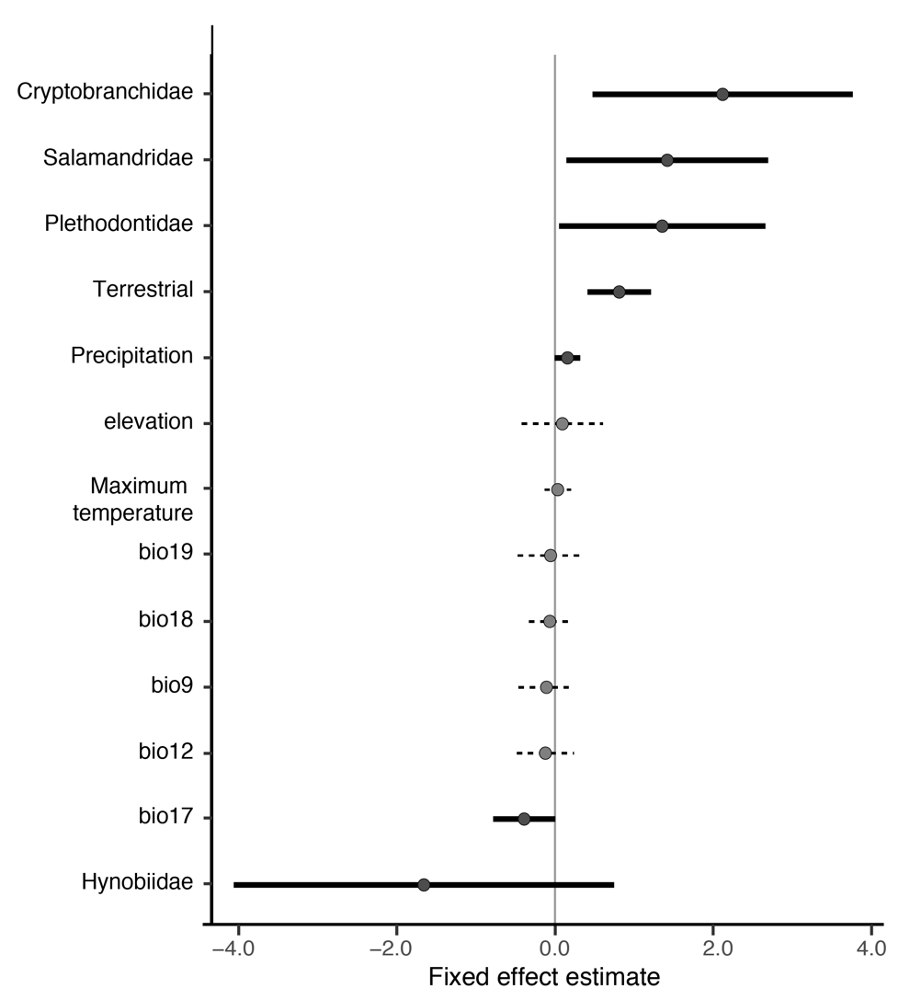 Cryptobranchidae
Salamandridae
Plethodontidae
Terrestrial
Precipitation
elevation
Maximum
temperature
bio19
bio18
bio9
bio12
bio17
Hynobiidae
−4.0 −2.0 0.0 2.0 4.0
Fixed effect estimate